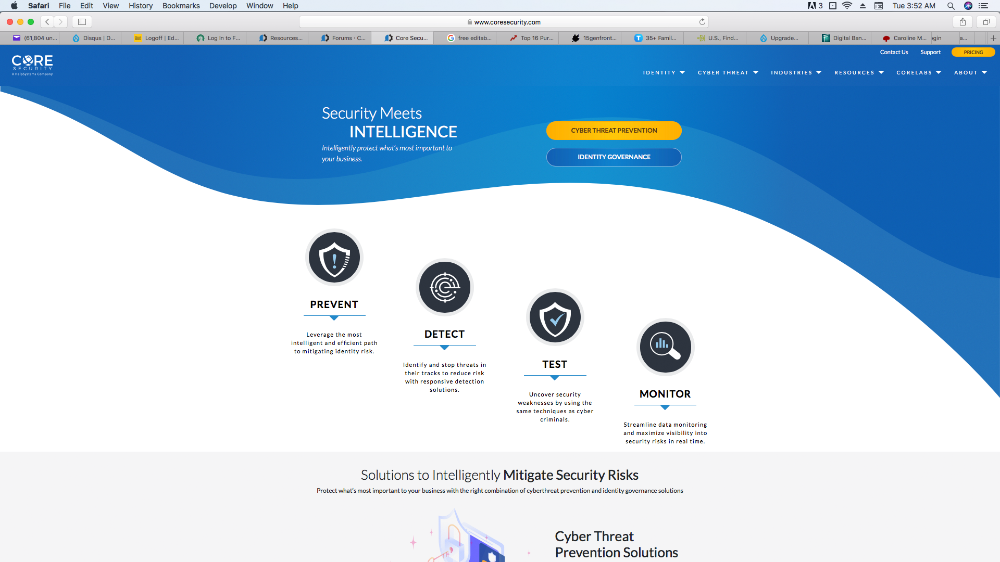 Safari File Edit View History Bookmarks Develop Window Help
3 Tue 3:52 AM
www.coresecurity.com
(61,804 un... Disqus | D... Logoff | Ed... Log In to F... Resources... Forums · C... Core Secu... free editab... Top 16 Pur... 15genfront... 35+ Famil... U.S., Find... Upgrade... Digital Ban... Caroline M... gin a...
Contact Us Support PRICING
CORE
SECURITY
A HelpSystems Company
IDENTITY CYBER THREAT INDUSTRIES RESOURCES CORELABS ABOUT
Security Meets
INTELLIGENCE
Intelligently protect what's most important to
your business.
CYBER THREAT PREVENTION
IDENTITY GOVERNANCE
PREVENT
Leverage the most
intelligent and efficient path
to mitigating identity risk.
DETECT
Identify and stop threats in
their tracks to reduce risk
with responsive detection
solutions.
TEST
Uncover security
weaknesses by using the
same techniques as cyber
criminals.
MONITOR
Streamline data monitoring
and maximize visibility into
security risks in real time.
Solutions to Intelligently Mitigate Security Risks
Protect what's most important to your business with the right combination of cyberthreat prevention and identity governance solutions
Cyber Threat
Prevention Solutions